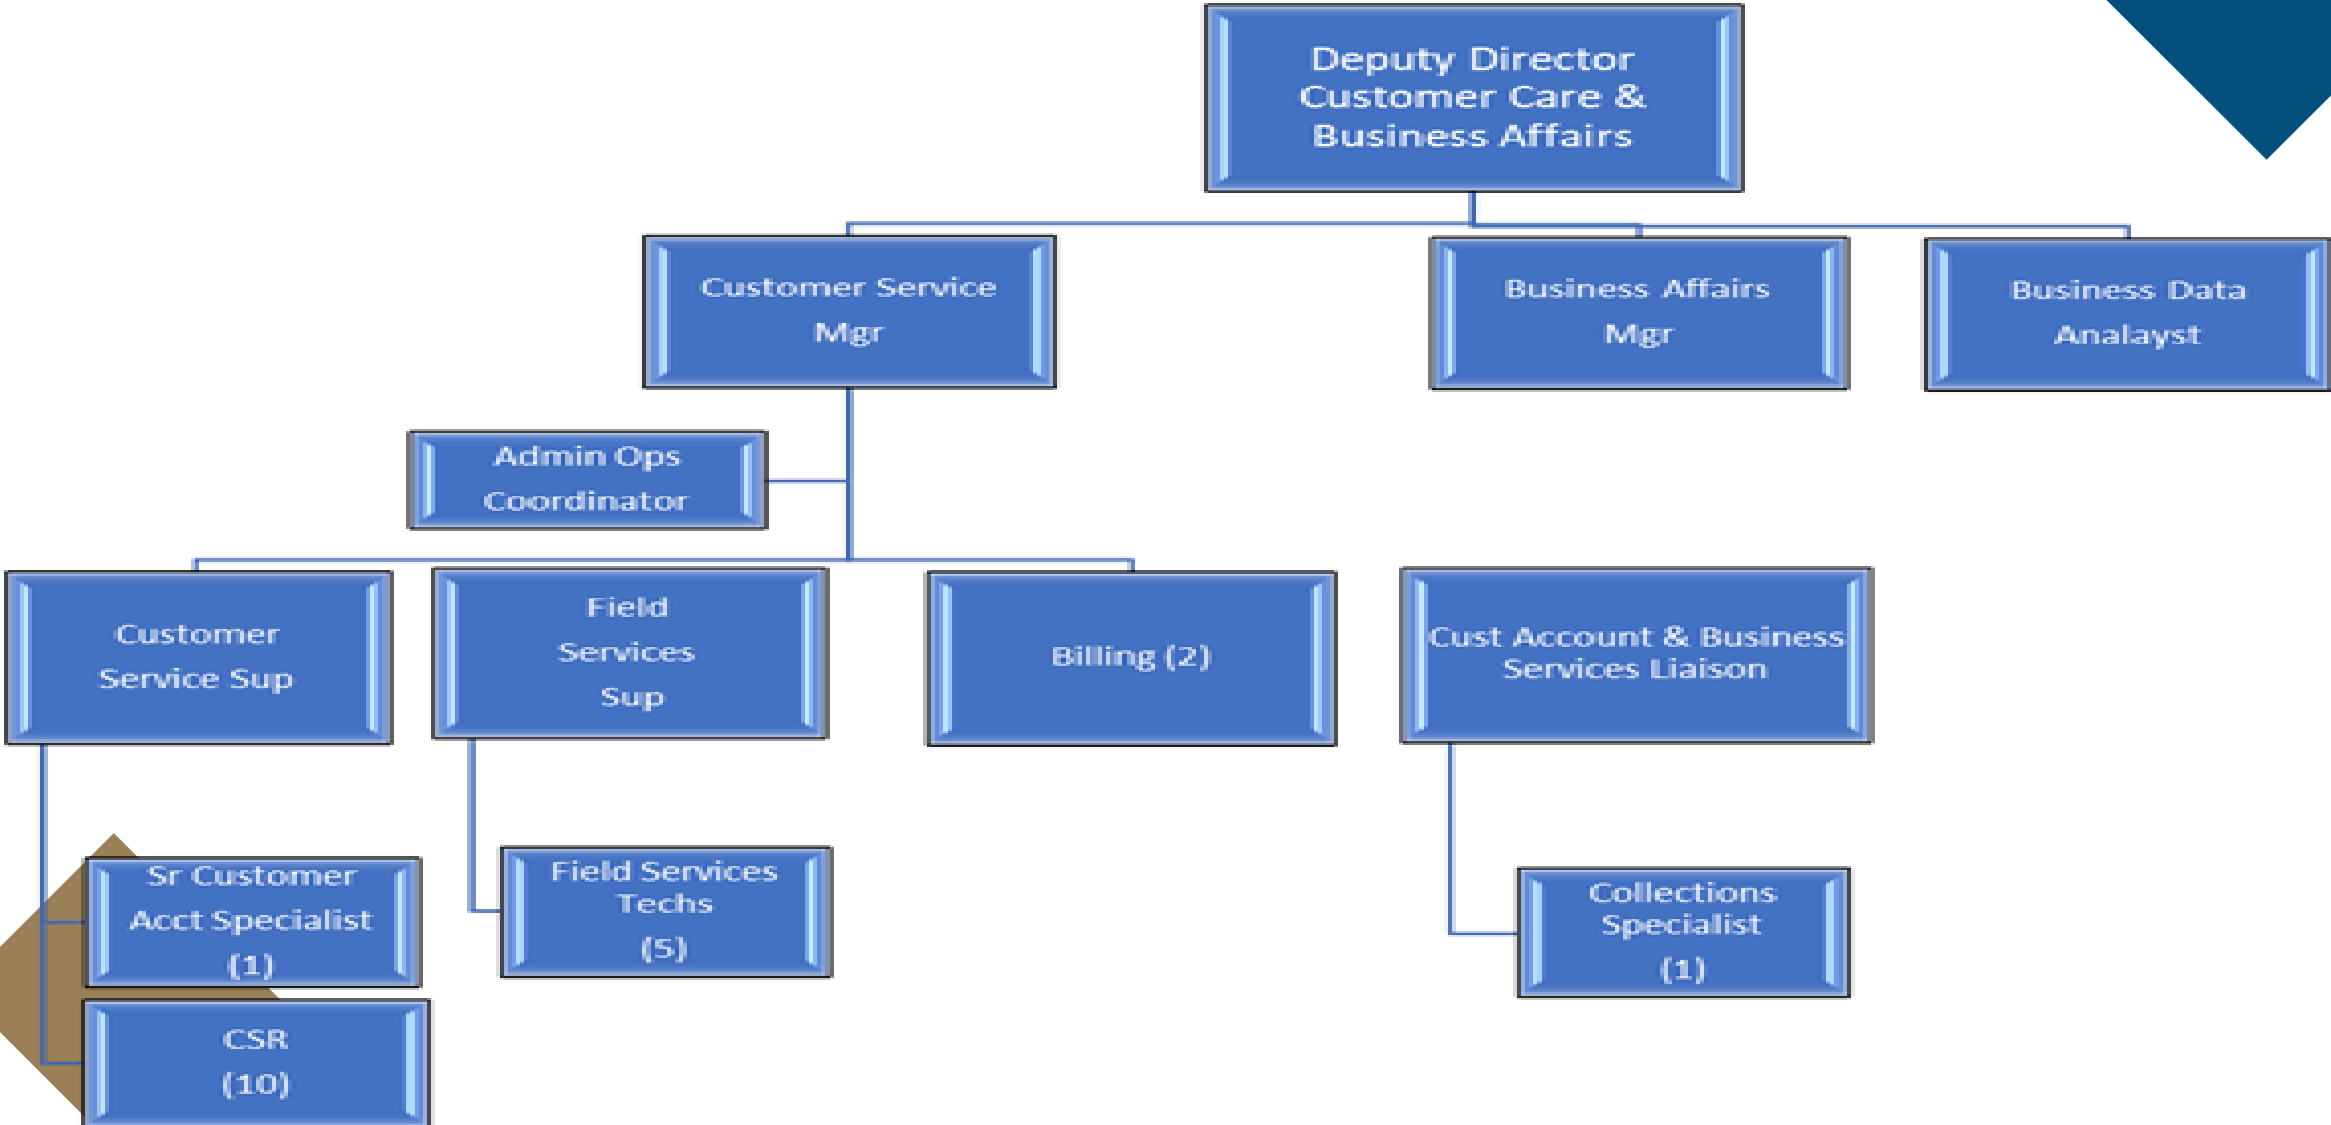 Deputy Director
Customer Care &
Business Affairs
Customer Service
Mgr
Business Affairs
Mgr
Business Data
Analayst
Admin Ops
Coordinator
Customer
Service Sup
Field
Services
Sup
Billing (2)
Cust Account & Business
Services Liaison
Sr Customer
Acct Specialist
(1)
Field Services
Techs
(5)
Collections
Specialist
(1)
CSR
(10)